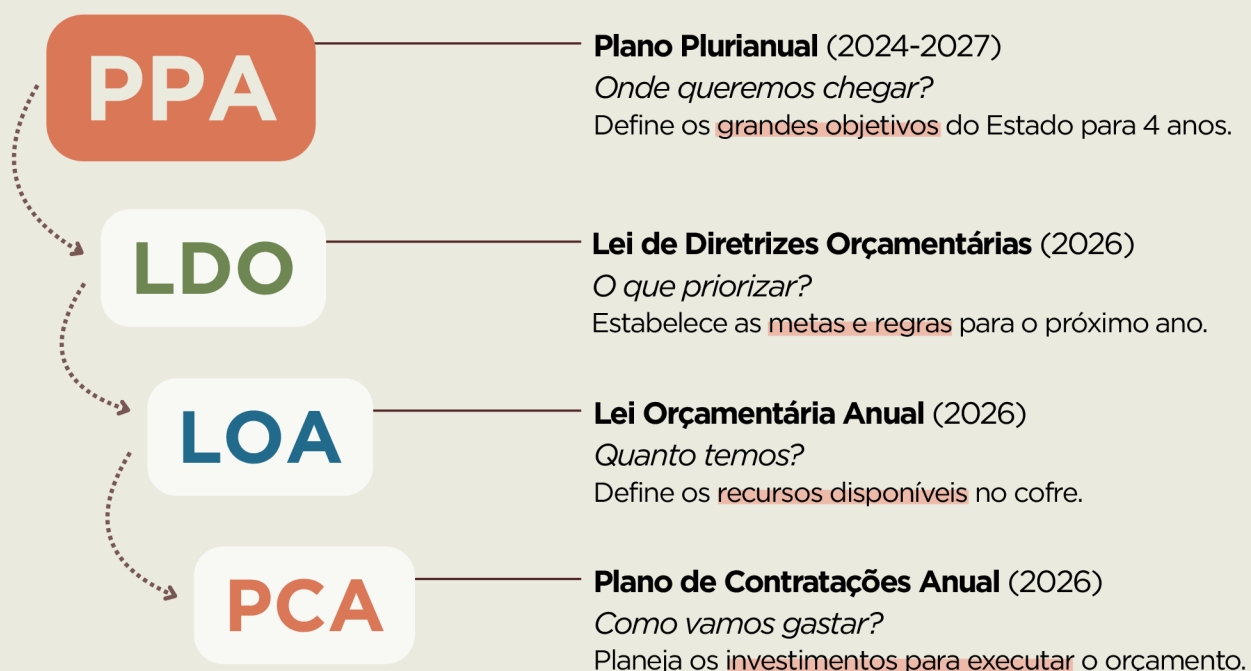 PPA
Plano Plurianual (2024-2027)
Onde queremos chegar?
Define os grandes objetivos do Estado para 4 anos.
LDO
Lei de Diretrizes Orçamentárias (2026)
O que priorizar?
Estabelece as metas e regras para o próximo ano.
LOA
Lei Orçamentária Anual (2026)
Quanto temos?
Define os recursos disponíveis no cofre.
PCA
Plano de Contratações Anual (2026)
Como vamos gastar?
Planeja os investimentos para executar o orçamento.